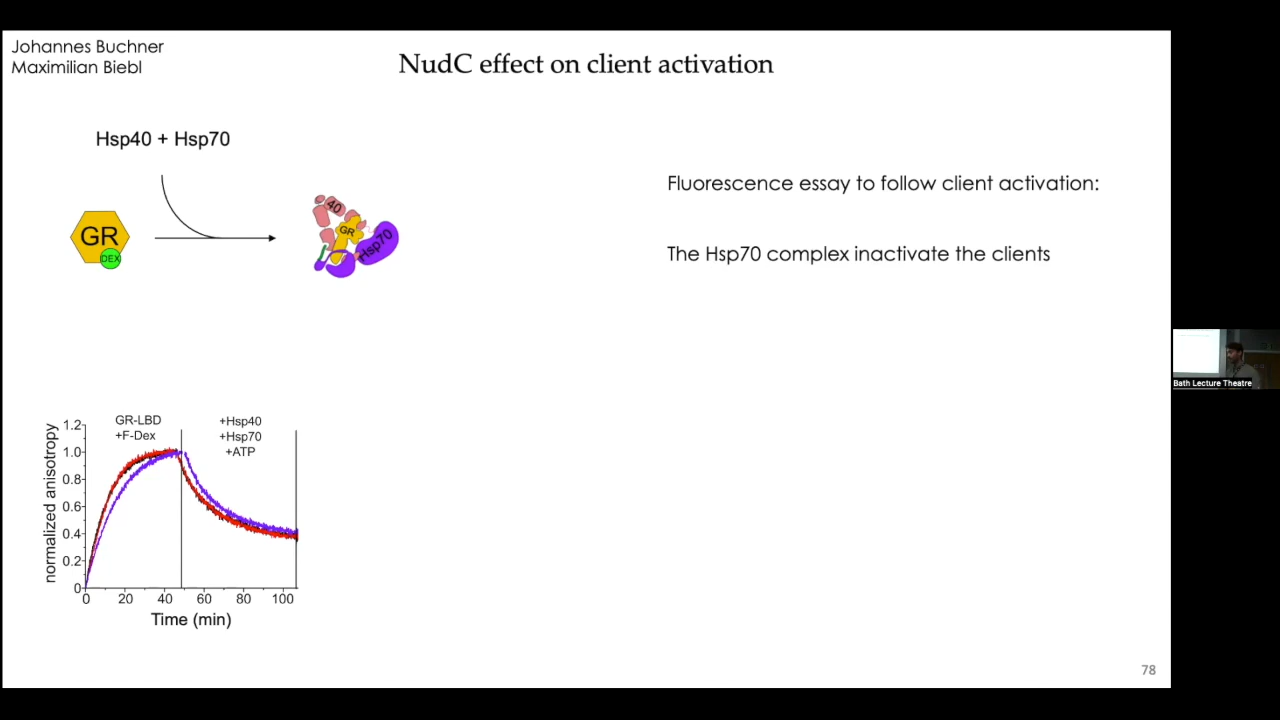 Johannes Buchner
Maximilian Biebl
NudC effect on client activation
Hsp40 + Hsp70
GR
DEX
40
GR
Hsp70
Fluorescence essay to follow client activation:
The Hsp70 complex inactivate the clients
Bath Lecture Theatre
normalized anisotropy
1.2
1.0
0.8
0.6
0.4
0.2
0
GR-LBD
+F-Dex
+Hsp40
+Hsp70
+ATP
0 20 40 60 80 100
Time (min)
78